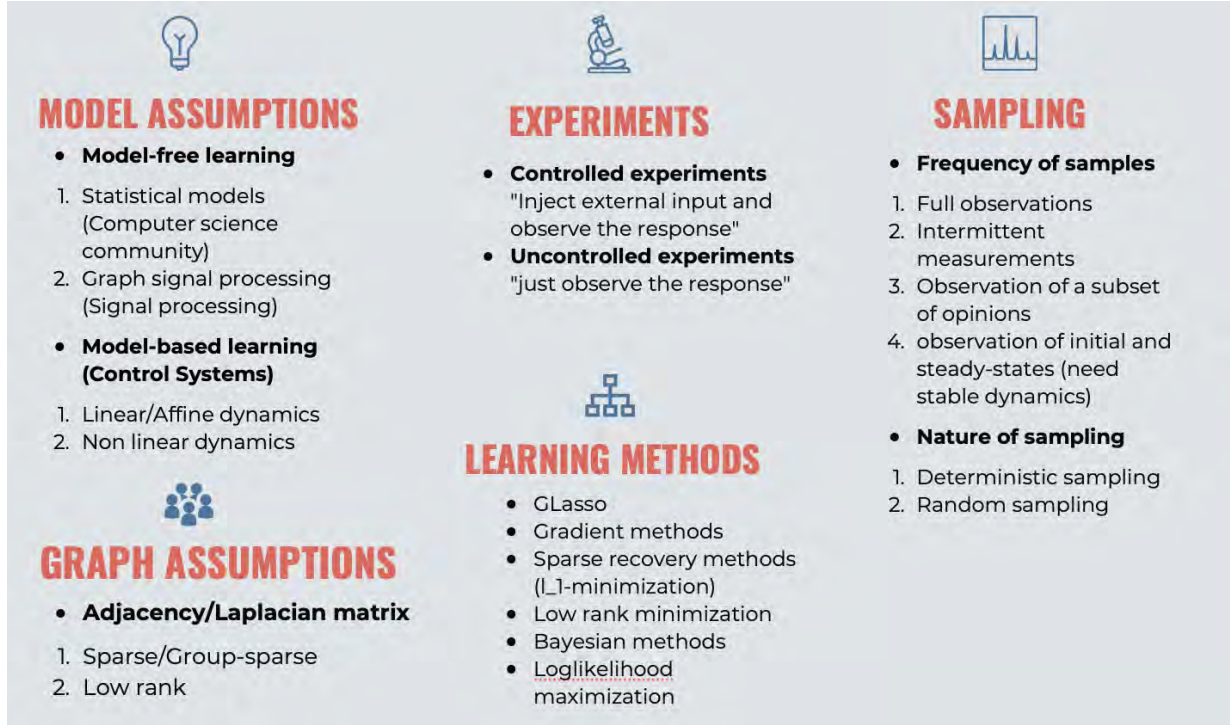 MODEL ASSUMPTIONS
• Model-free learning
1. Statistical models
(Computer science
community)
2. Graph signal processing
(Signal processing)
• Model-based learning
(Control Systems)
1. Linear/Affine dynamics
2. Non linear dynamics
GRAPH ASSUMPTIONS
• Adjacency/Laplacian matrix
1. Sparse/Group-sparse
2. Low rank
EXPERIMENTS
• Controlled experiments
"Inject external input and
observe the response"
• Uncontrolled experiments
"just observe the response"
LEARNING METHODS
• GLasso
• Gradient methods
• Sparse recovery methods
(l_1-minimization)
• Low rank minimization
• Bayesian methods
• Loglikelihood
maximization
SAMPLING
• Frequency of samples
1. Full observations
2. Intermittent
measurements
3. Observation of a subset
of opinions
4. observation of initial and
steady-states (need
stable dynamics)
• Nature of sampling
1. Deterministic sampling
2. Random sampling